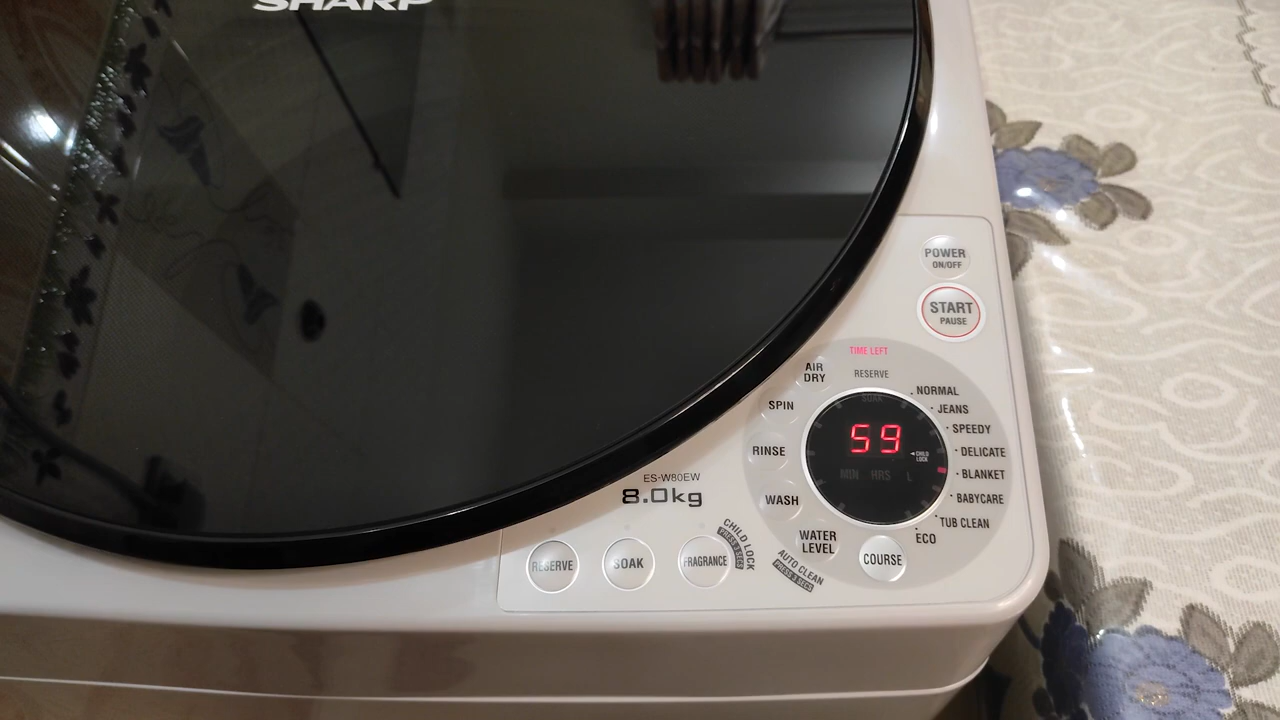 SHARP
POWER
ON/OFF
START
PAUSE
TIME LEFT
RESERVE
SOAK
AIR
DRY
SPIN
RINSE
WASH
WATER
LEVEL
NORMAL
JEANS
SPEEDY
DELICATE
BLANKET
BABYCARE
TUB CLEAN
ECO
COURSE
59
CHILD
LOCK
MIN HRS L
ES-W80EW
8.0kg
RESERVE
SOAK
FRAGRANCE
CHILD LOCK
PRESS 3 SECS
AUTO CLEAN
PRESS 3 SECS